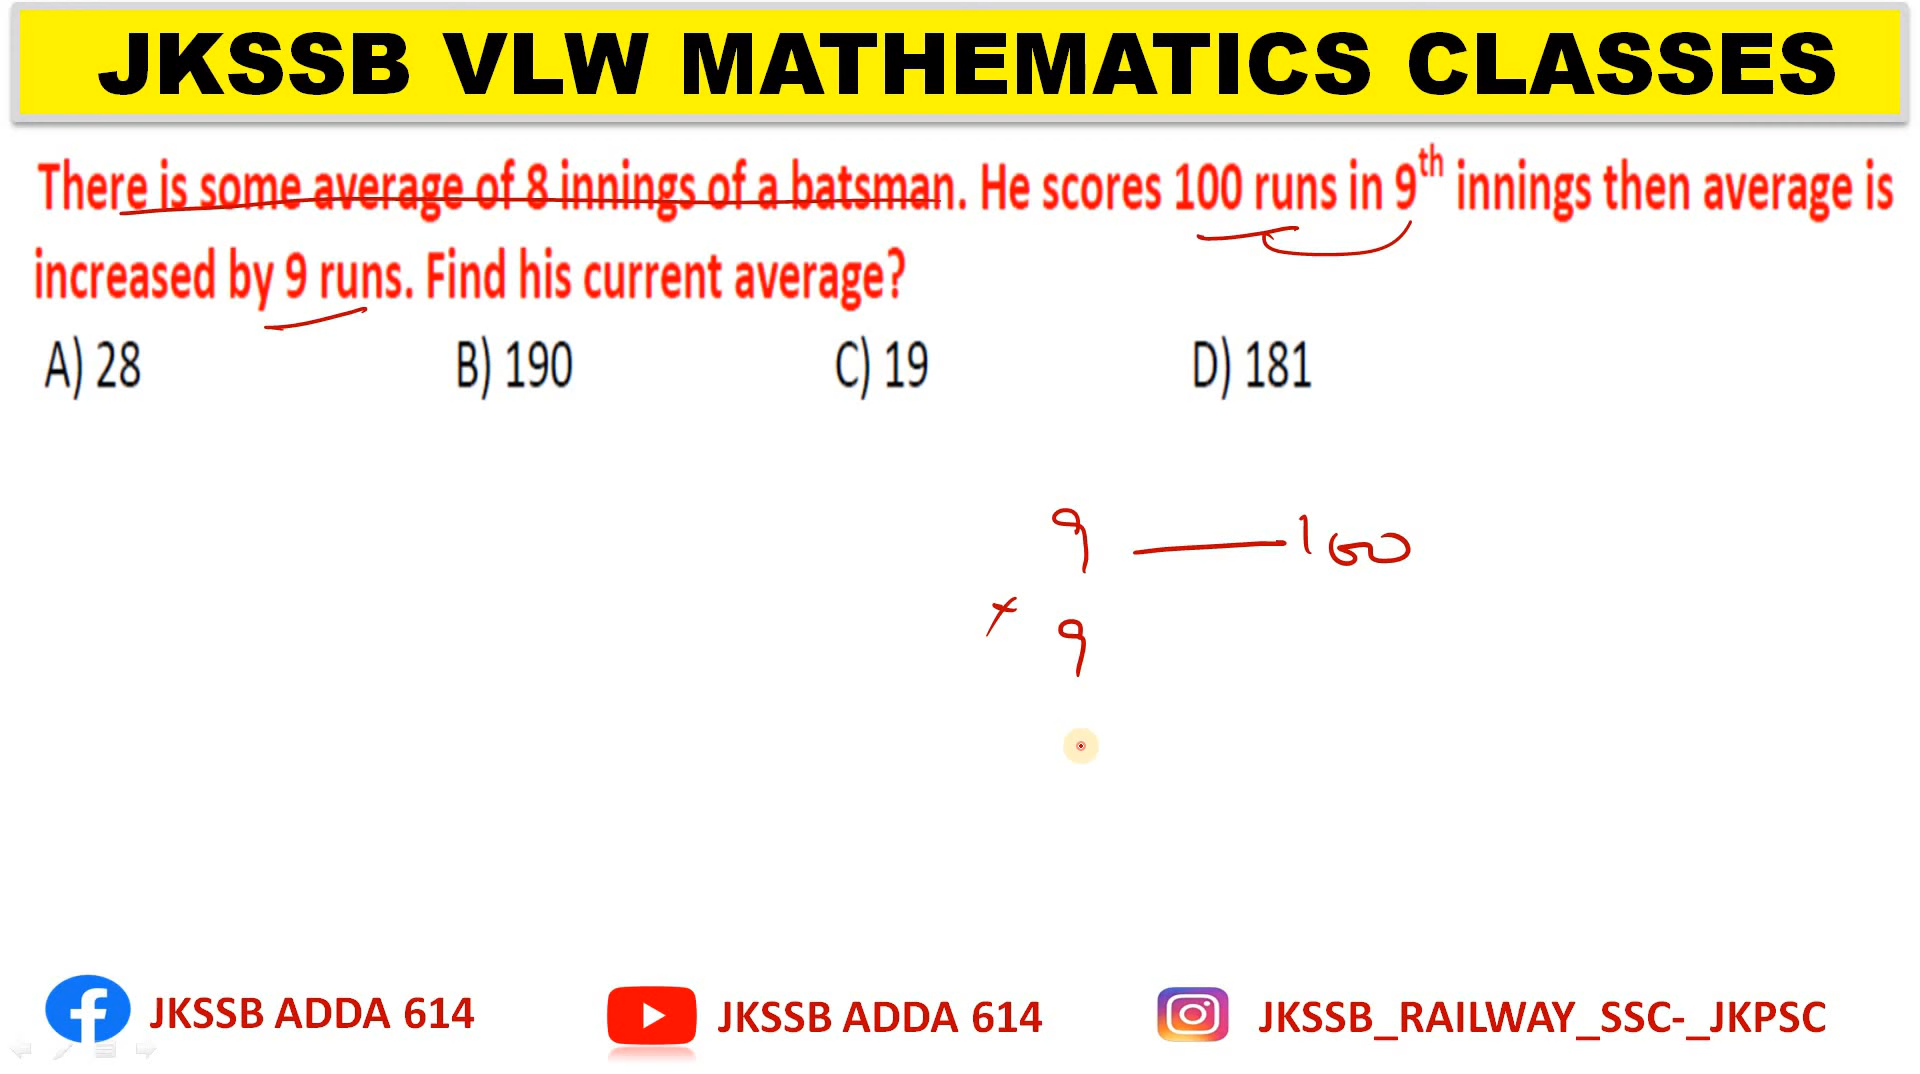 JKSSB VLW MATHEMATICS CLASSES
There is some average of 8 innings of a batsman. He scores 100 runs in 9th innings then average is
increased by 9 runs. Find his current average?
A) 28 B) 190 C) 19 D) 181
9 — 100
× 9
JKSSB ADDA 614 JKSSB ADDA 614 JKSSB_RAILWAY_SSC-_JKPSC